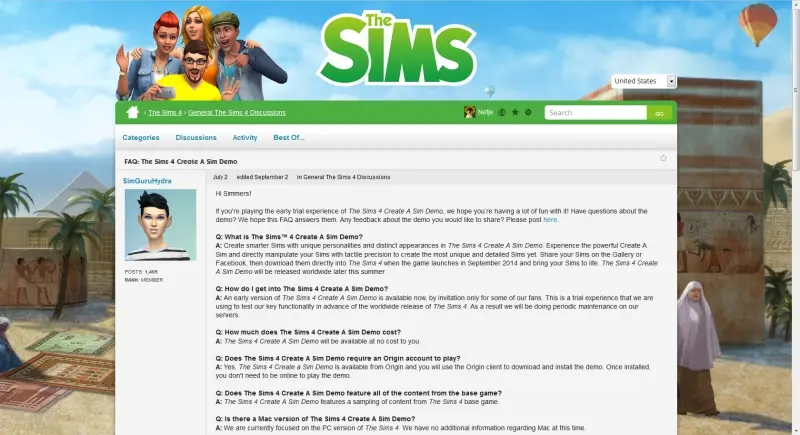 The
SiMS
United States
› The Sims 4 › General The Sims 4 Discussions
Nefje
Search
GO
Categories Discussions Activity Best Of...
FAQ: The Sims 4 Create A Sim Demo
SimGuruHydra
POSTS: 1,465
RANK: MEMBER
July 2 edited September 2 in General The Sims 4 Discussions
Hi Simmers!
If you're playing the early trial experience of The Sims 4 Create A Sim Demo, we hope you're having a lot of fun with it! Have questions about the
demo? We hope this FAQ answers them. Any feedback about the demo you would like to share? Please post here.
Q: What is The Sims™ 4 Create A Sim Demo?
A: Create smarter Sims with unique personalities and distinct appearances in The Sims 4 Create A Sim Demo. Experience the powerful Create A
Sim and directly manipulate your Sims with tactile precision to create the most unique and detailed Sims yet. Share your Sims on the Gallery or
Facebook, then download them directly into The Sims 4 when the game launches in September 2014 and bring your Sims to life. The Sims 4 Create
A Sim Demo will be released worldwide later this summer.
Q: How do I get into The Sims 4 Create A Sim Demo?
A: An early version of The Sims 4 Create A Sim Demo is available now, by invitation only for some of our fans. This is a trial experience that we are
using to test our key functionality in advance of the worldwide release of The Sims 4. As a result we will be doing periodic maintenance on our
servers.
Q: How much does The Sims 4 Create A Sim Demo cost?
A: The Sims 4 Create A Sim Demo will be available at no cost to you.
Q: Does The Sims 4 Create A Sim Demo require an Origin account to play?
A: Yes, The Sims 4 Create a Sim Demo is available from Origin and you will use the Origin client to download and install the demo. Once installed,
you don't need to be online to play the demo.
Q: Does The Sims 4 Create A Sim Demo feature all of the content from the base game?
A: The Sims 4 Create A Sim Demo features a sampling of content from The Sims 4 base game.
Q: Is there a Mac version of The Sims 4 Create A Sim Demo?
A: We are currently focused on the PC version of The Sims 4. We have no additional information regarding Mac at this time.